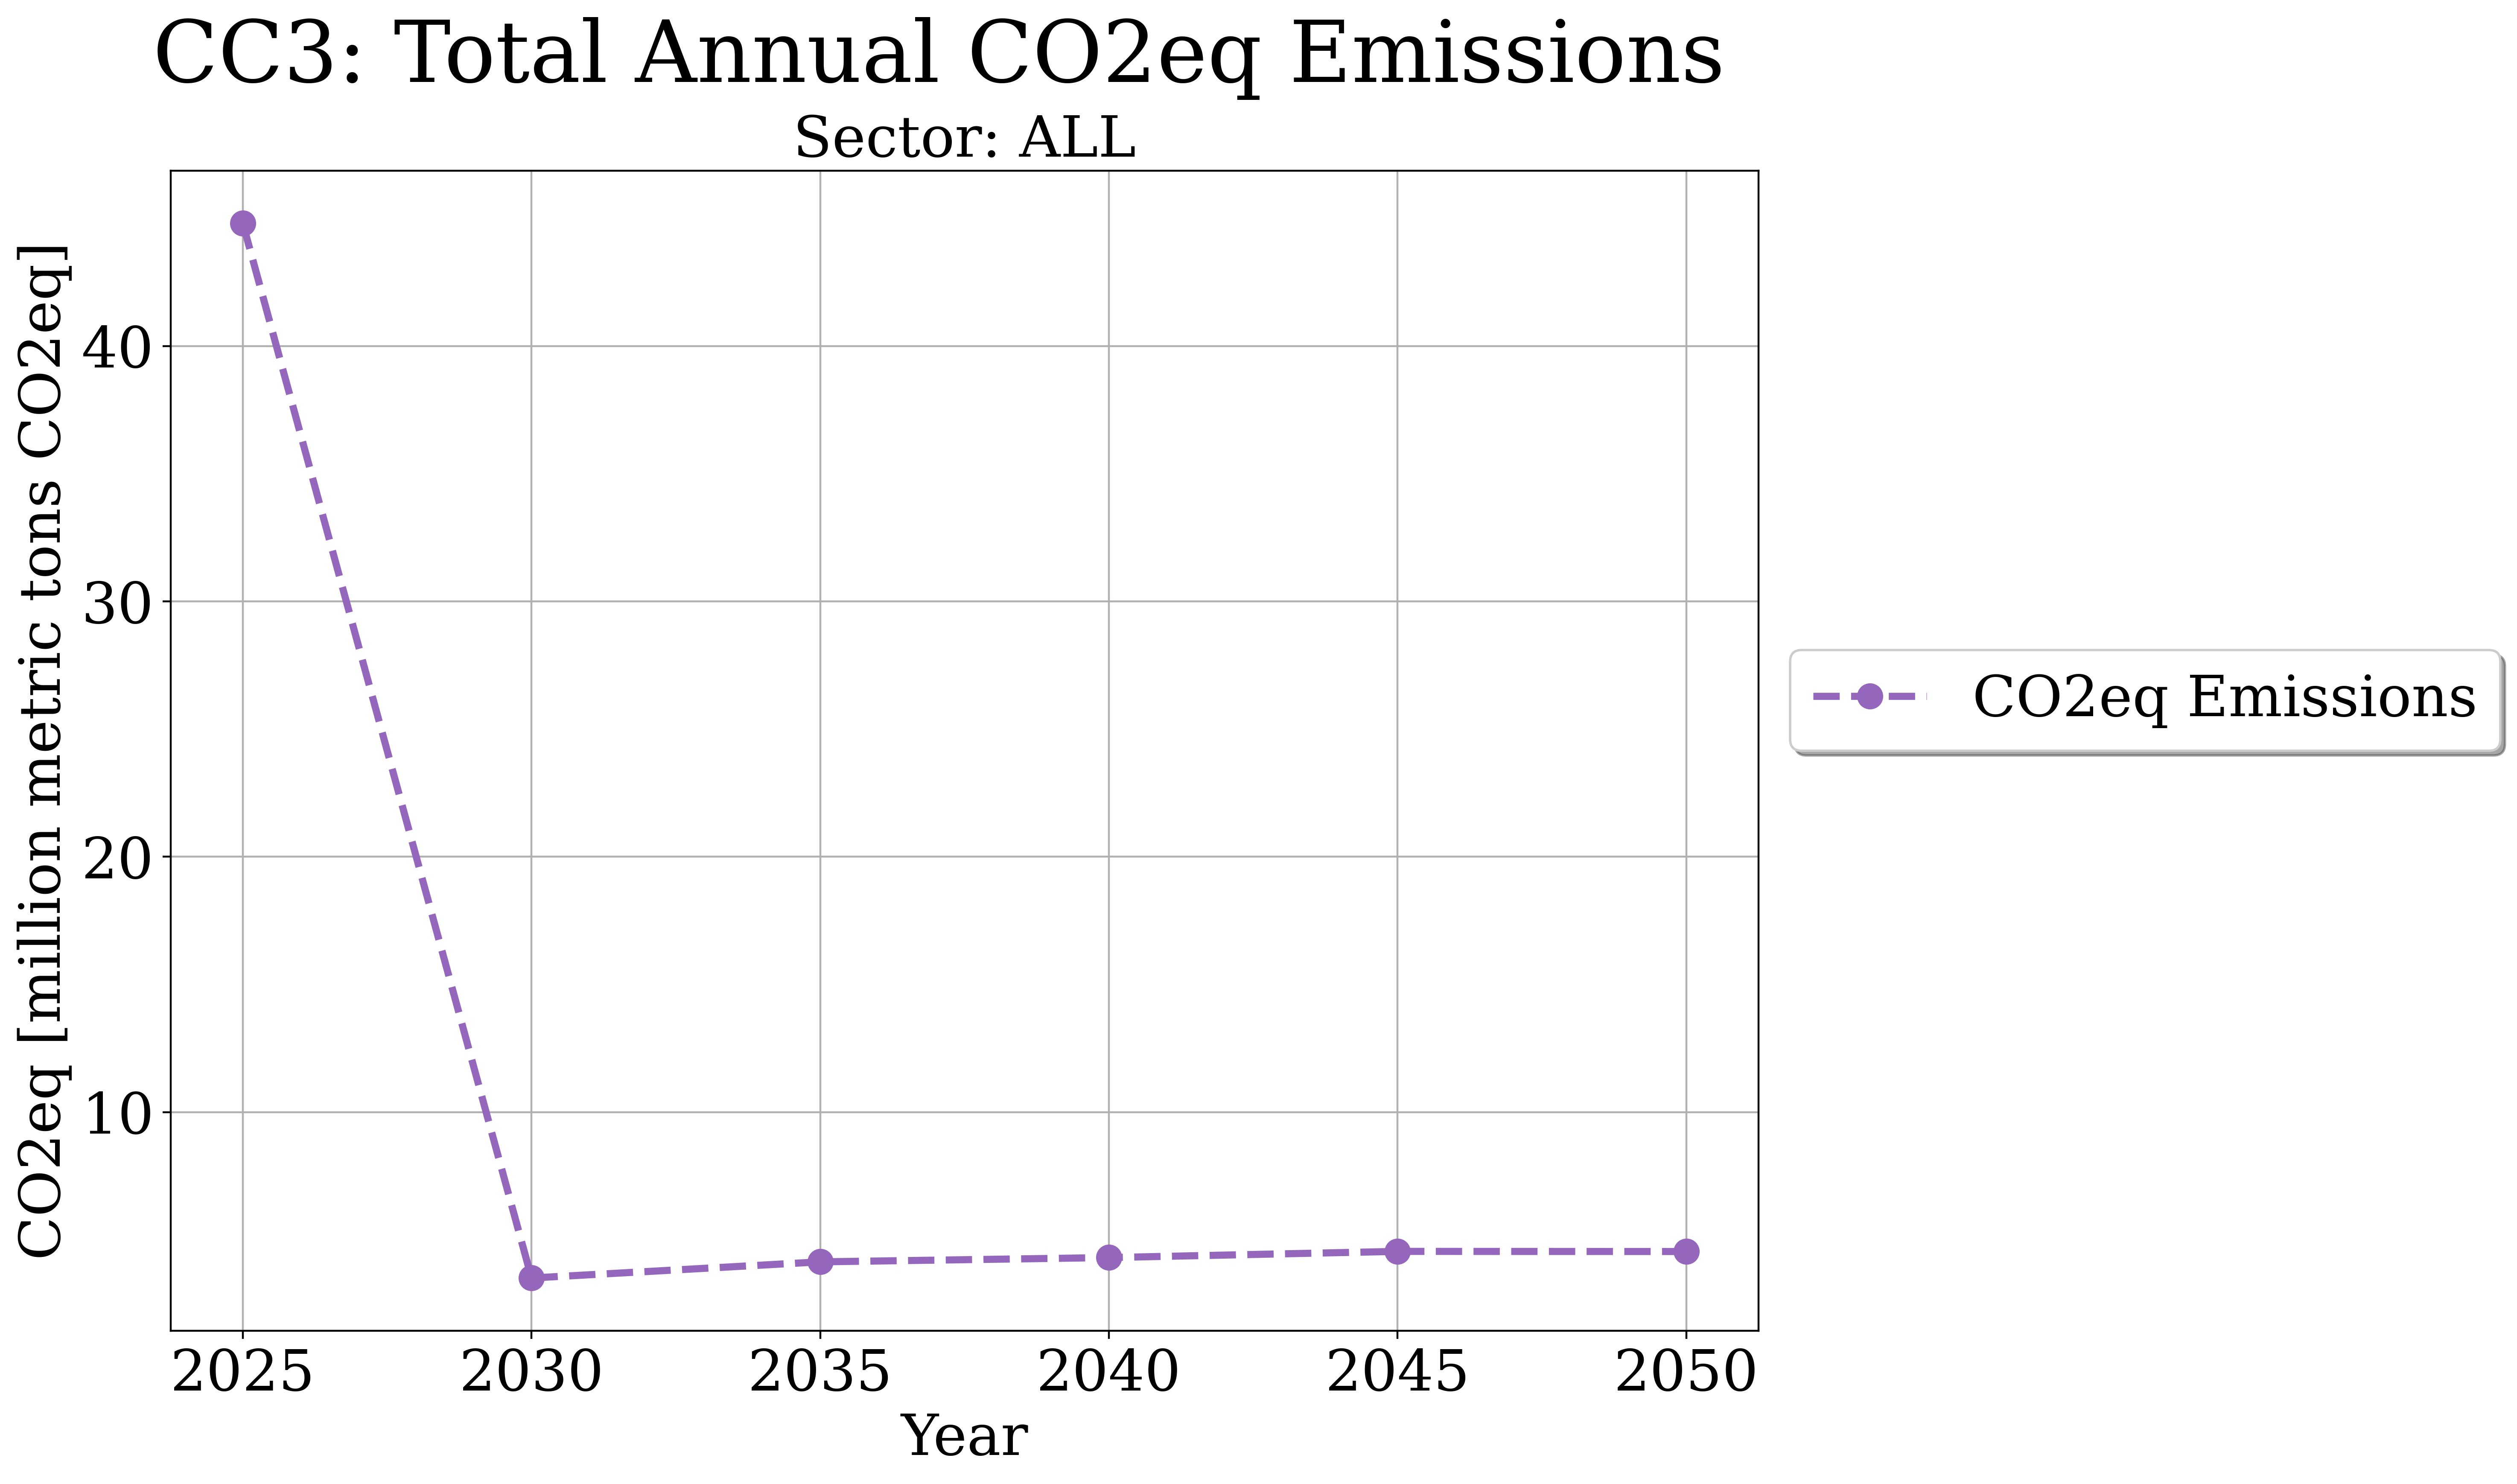 CC3: Total Annual CO2eq Emissions
Sector: ALL
CO2eq [million metric tons CO2eq]
40
30
20
10
2025 2030 2035 2040 2045 2050
Year
CO2eq Emissions